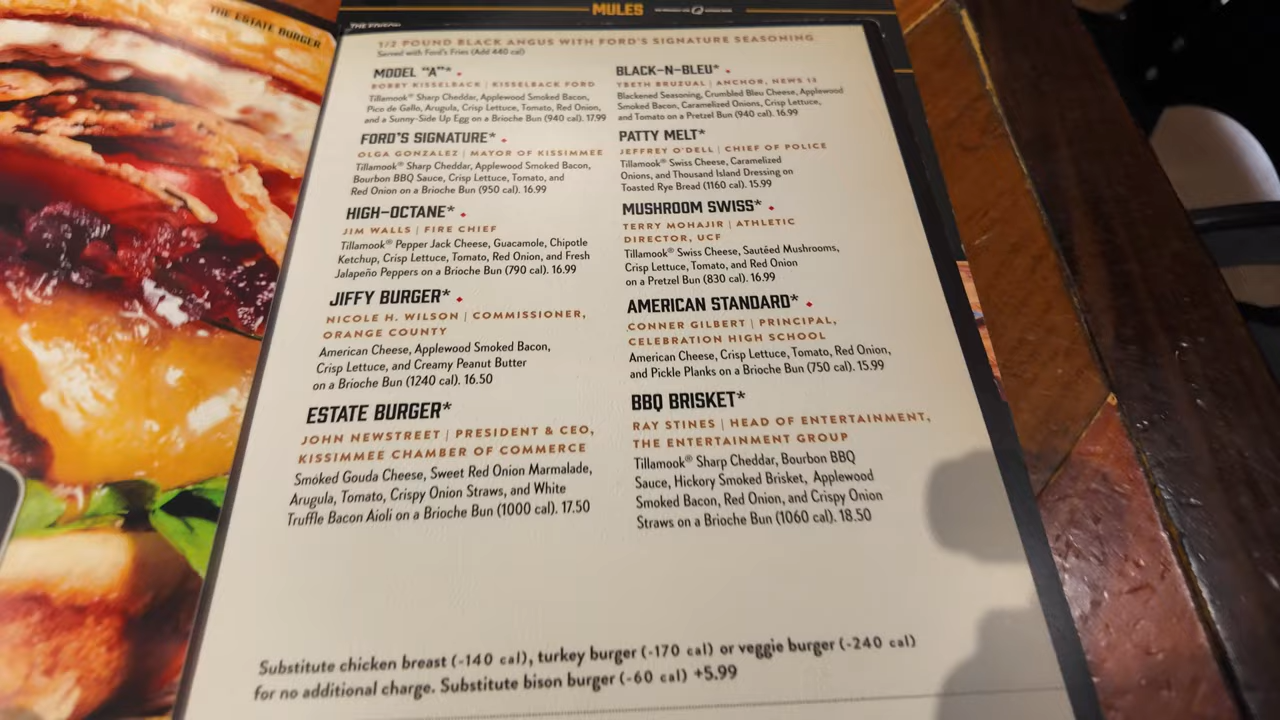 THE ESTATE BURGER
MULES
THE EDISON
1/2 POUND BLACK ANGUS WITH FORD'S SIGNATURE SEASONING
Served with Ford's Fries (Add 440 cal)
MODEL "A"*
BOBBY KISSELBACK | KISSELBACK FORD
Tillamook® Sharp Cheddar, Applewood Smoked Bacon,
Pico de Gallo, Arugula, Crisp Lettuce, Tomato, Red Onion,
and a Sunny-Side Up Egg on a Brioche Bun (940 cal). 17.99
FORD'S SIGNATURE*
OLGA GONZALEZ | MAYOR OF KISSIMMEE
Tillamook® Sharp Cheddar, Applewood Smoked Bacon,
Bourbon BBQ Sauce, Crisp Lettuce, Tomato, and
Red Onion on a Brioche Bun (950 cal). 16.99
HIGH-OCTANE*
JIM WALLS | FIRE CHIEF
Tillamook® Pepper Jack Cheese, Guacamole, Chipotle
Ketchup, Crisp Lettuce, Tomato, Red Onion, and Fresh
Jalapeño Peppers on a Brioche Bun (790 cal). 16.99
JIFFY BURGER*
NICOLE H. WILSON | COMMISSIONER,
ORANGE COUNTY
American Cheese, Applewood Smoked Bacon,
Crisp Lettuce, and Creamy Peanut Butter
on a Brioche Bun (1240 cal). 16.50
ESTATE BURGER*
JOHN NEWSTREET | PRESIDENT & CEO,
KISSIMMEE CHAMBER OF COMMERCE
Smoked Gouda Cheese, Sweet Red Onion Marmalade,
Arugula, Tomato, Crispy Onion Straws, and White
Truffle Bacon Aioli on a Brioche Bun (1000 cal). 17.50
BLACK-N-BLEU*
YBETH BRUZUAL | ANCHOR, NEWS 13
Blackened Seasoning, Crumbled Bleu Cheese, Applewood
Smoked Bacon, Caramelized Onions, Crisp Lettuce,
and Tomato on a Pretzel Bun (940 cal). 16.99
PATTY MELT*
JEFFREY O'DELL | CHIEF OF POLICE
Tillamook® Swiss Cheese, Caramelized
Onions, and Thousand Island Dressing on
Toasted Rye Bread (1160 cal). 15.99
MUSHROOM SWISS*
TERRY MOHAJIR | ATHLETIC
DIRECTOR, UCF
Tillamook® Swiss Cheese, Sautéed Mushrooms,
Crisp Lettuce, Tomato, and Red Onion
on a Pretzel Bun (830 cal). 16.99
AMERICAN STANDARD*
CONNER GILBERT | PRINCIPAL,
CELEBRATION HIGH SCHOOL
American Cheese, Crisp Lettuce, Tomato, Red Onion,
and Pickle Planks on a Brioche Bun (750 cal). 15.99
BBQ BRISKET*
RAY STINES | HEAD OF ENTERTAINMENT,
THE ENTERTAINMENT GROUP
Tillamook® Sharp Cheddar, Bourbon BBQ
Sauce, Hickory Smoked Brisket, Applewood
Smoked Bacon, Red Onion, and Crispy Onion
Straws on a Brioche Bun (1060 cal). 18.50
Substitute chicken breast (-140 cal), turkey burger (-170 cal) or veggie burger (-240 cal)
for no additional charge. Substitute bison burger (-60 cal) +5.99